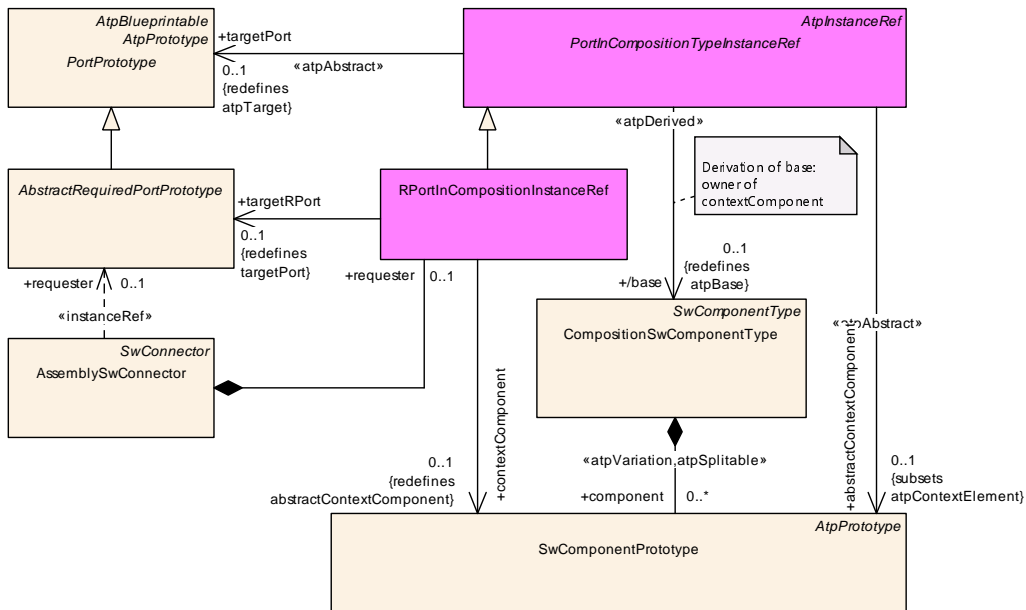 AtpBlueprintable
AtpPrototype
PortPrototype
+targetPort
«atpAbstract»
0..1
{redefines
atpTarget}
AtpInstanceRef
PortInCompositionTypeInstanceRef
«atpDerived»
Derivation of base:
owner of
contextComponent
AbstractRequiredPortPrototype
+targetRPort
0..1
{redefines
targetPort}
RPortInCompositionInstanceRef
+requester
0..1
+requester
0..1
«instanceRef»
0..1
{redefines
atpBase}
+/base
SwConnector
AssemblySwConnector
SwComponentType
CompositionSwComponentType
«atpAbstract»
+abstractContextComponent
+contextComponent
0..1
{redefines
abstractContextComponent}
«atpVariation,atpSplitable»
+component
0..*
0..1
{subsets
atpContextElement}
AtpPrototype
SwComponentPrototype